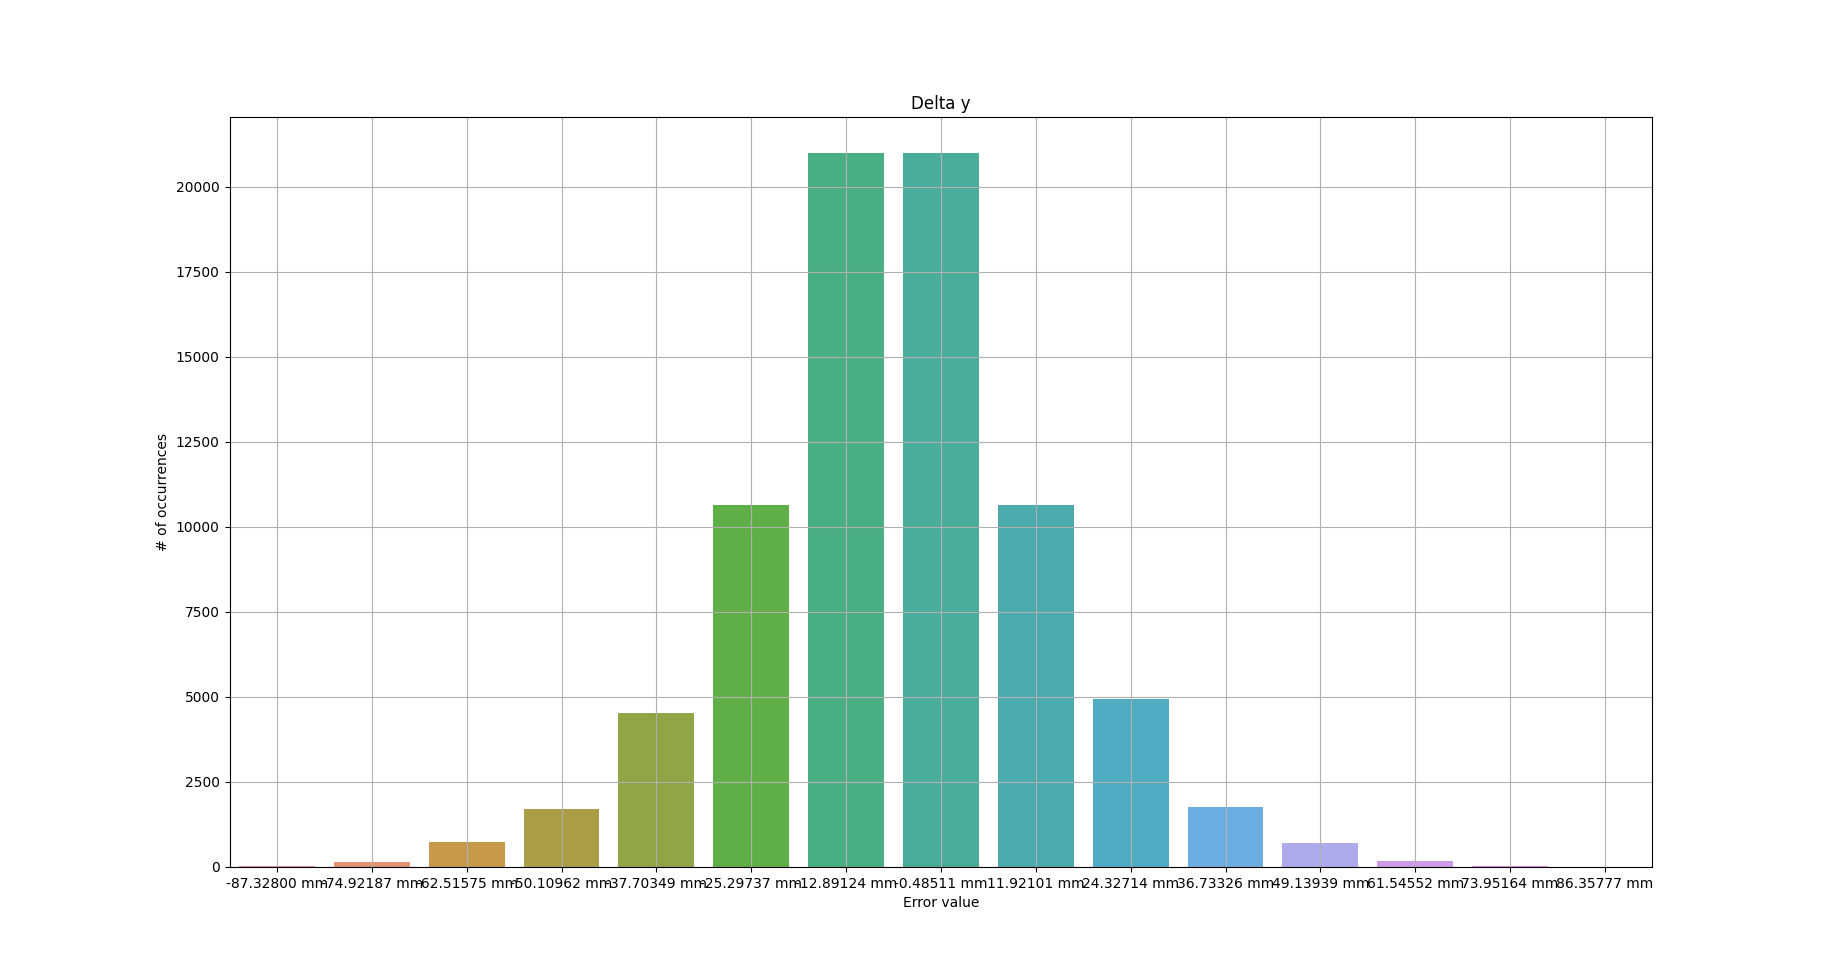 Delta y
20000
17500
15000
12500
10000
7500
5000
2500
0
# of occurrences
-87.32800 mm
-74.92187 mm
-62.51575 mm
-50.10962 mm
-37.70349 mm
-25.29737 mm
-12.89124 mm
-0.48511 mm
11.92101 mm
24.32714 mm
36.73326 mm
49.13939 mm
61.54552 mm
73.95164 mm
86.35777 mm
Error value